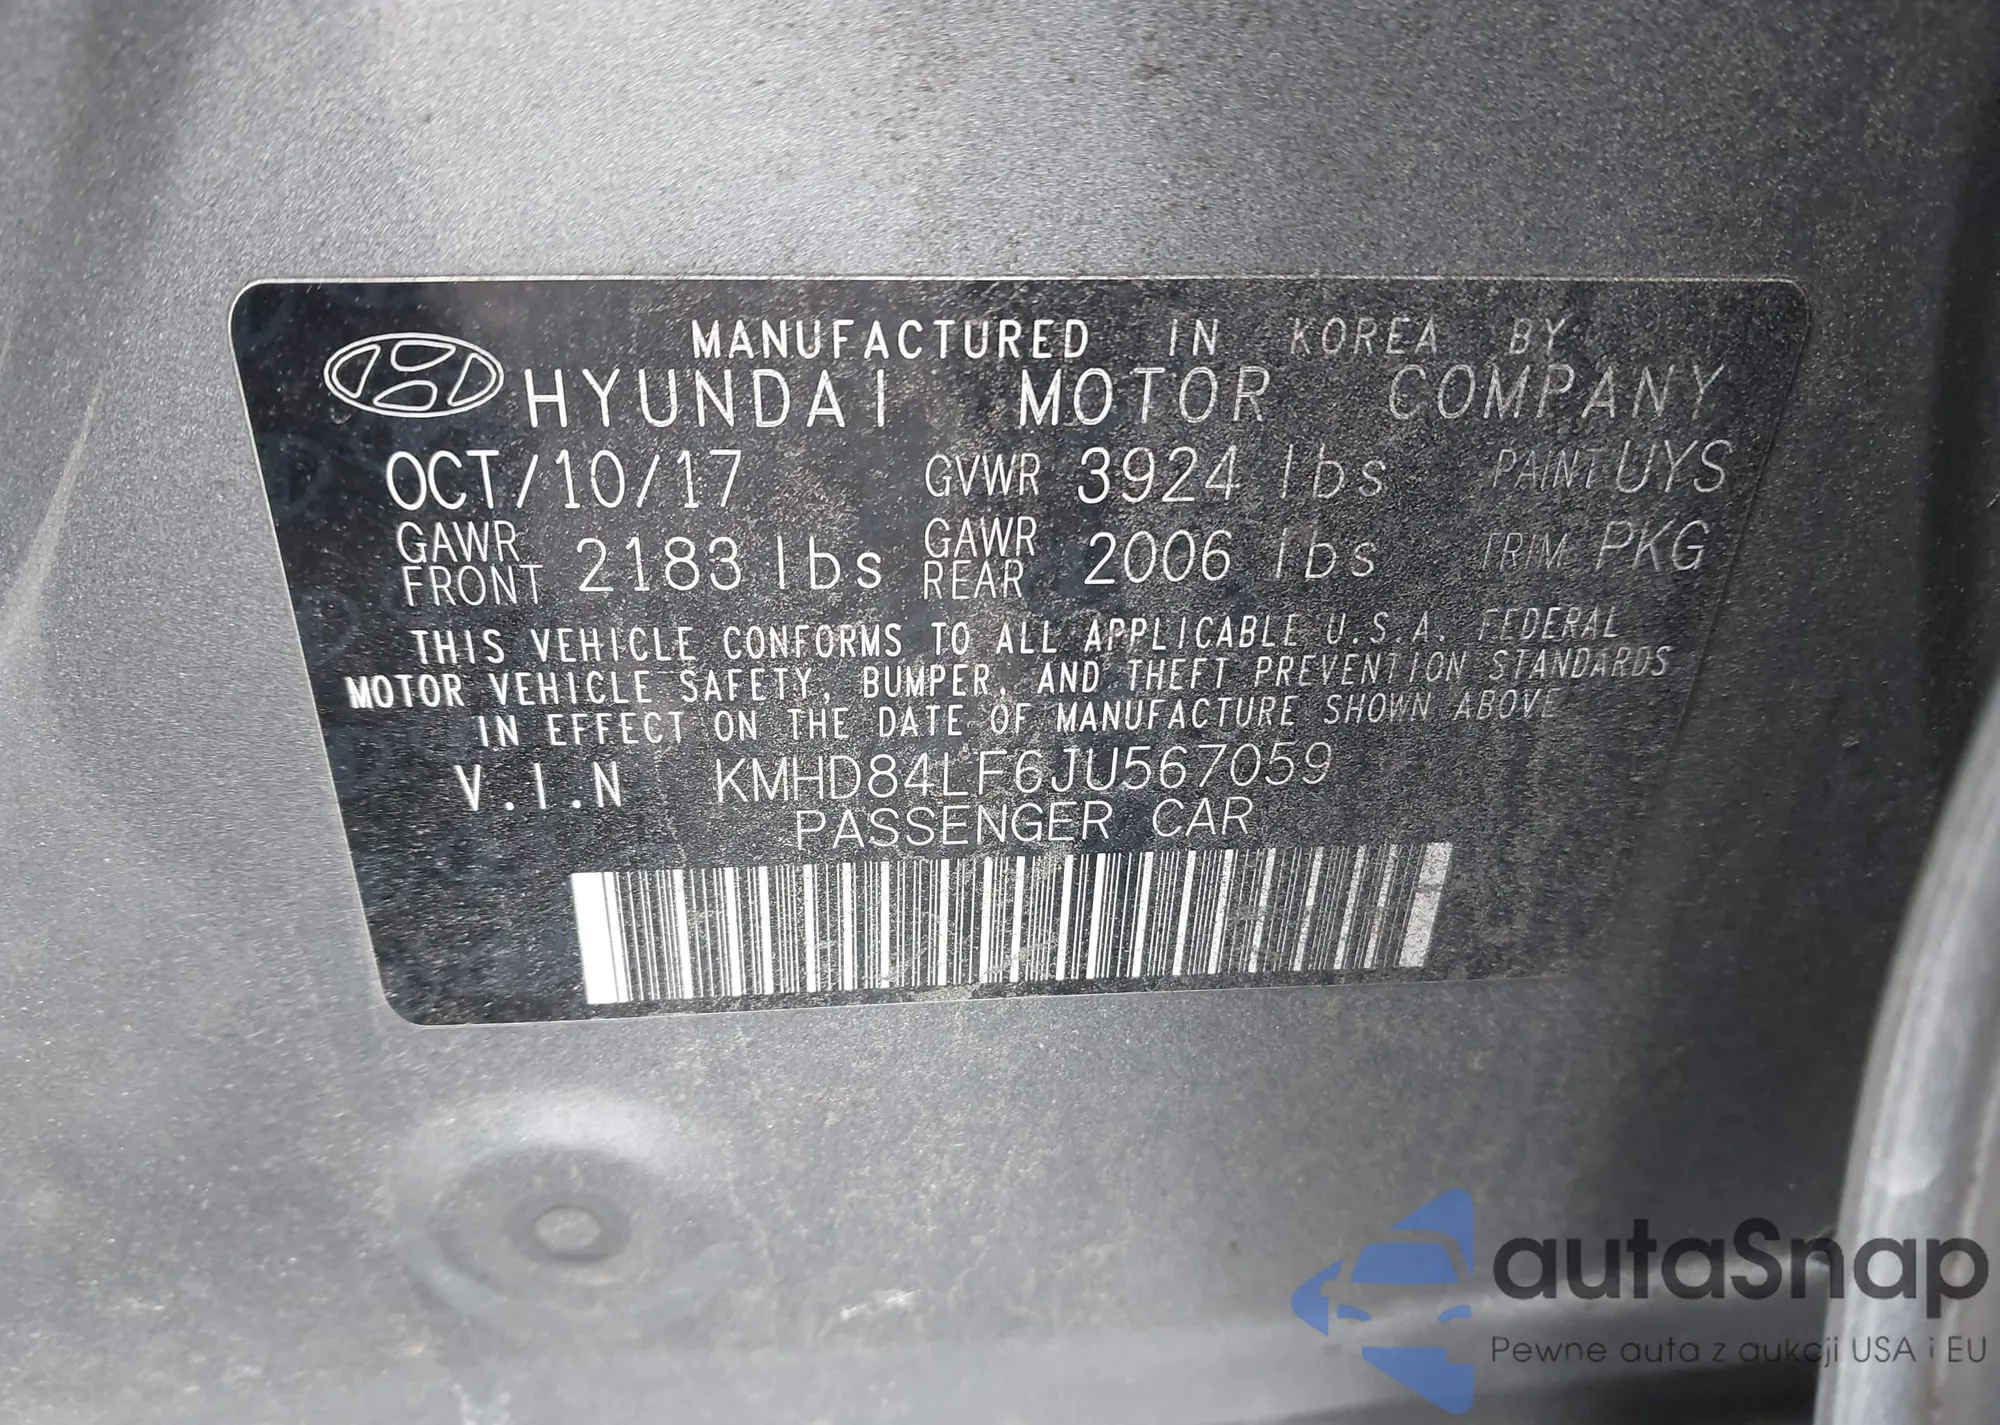 MANUFACTURED IN KOREA BY
HYUNDAI MOTOR COMPANY
OCT/10/17 GVWR 3924 lbs PAINT UYS
GAWR FRONT 2183 lbs GAWR REAR 2006 lbs TRIM PKG
THIS VEHICLE CONFORMS TO ALL APPLICABLE U.S.A. FEDERAL
MOTOR VEHICLE SAFETY, BUMPER, AND THEFT PREVENTION STANDARDS
IN EFFECT ON THE DATE OF MANUFACTURE SHOWN ABOVE
V.I.N KMHD84LF6JU567059
PASSENGER CAR
autaSnap
Pewne auta z aukcji USA i EU